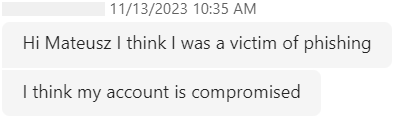 11/13/2023 10:35 AM
Hi Mateusz I think I was a victim of phishing
I think my account is compromised